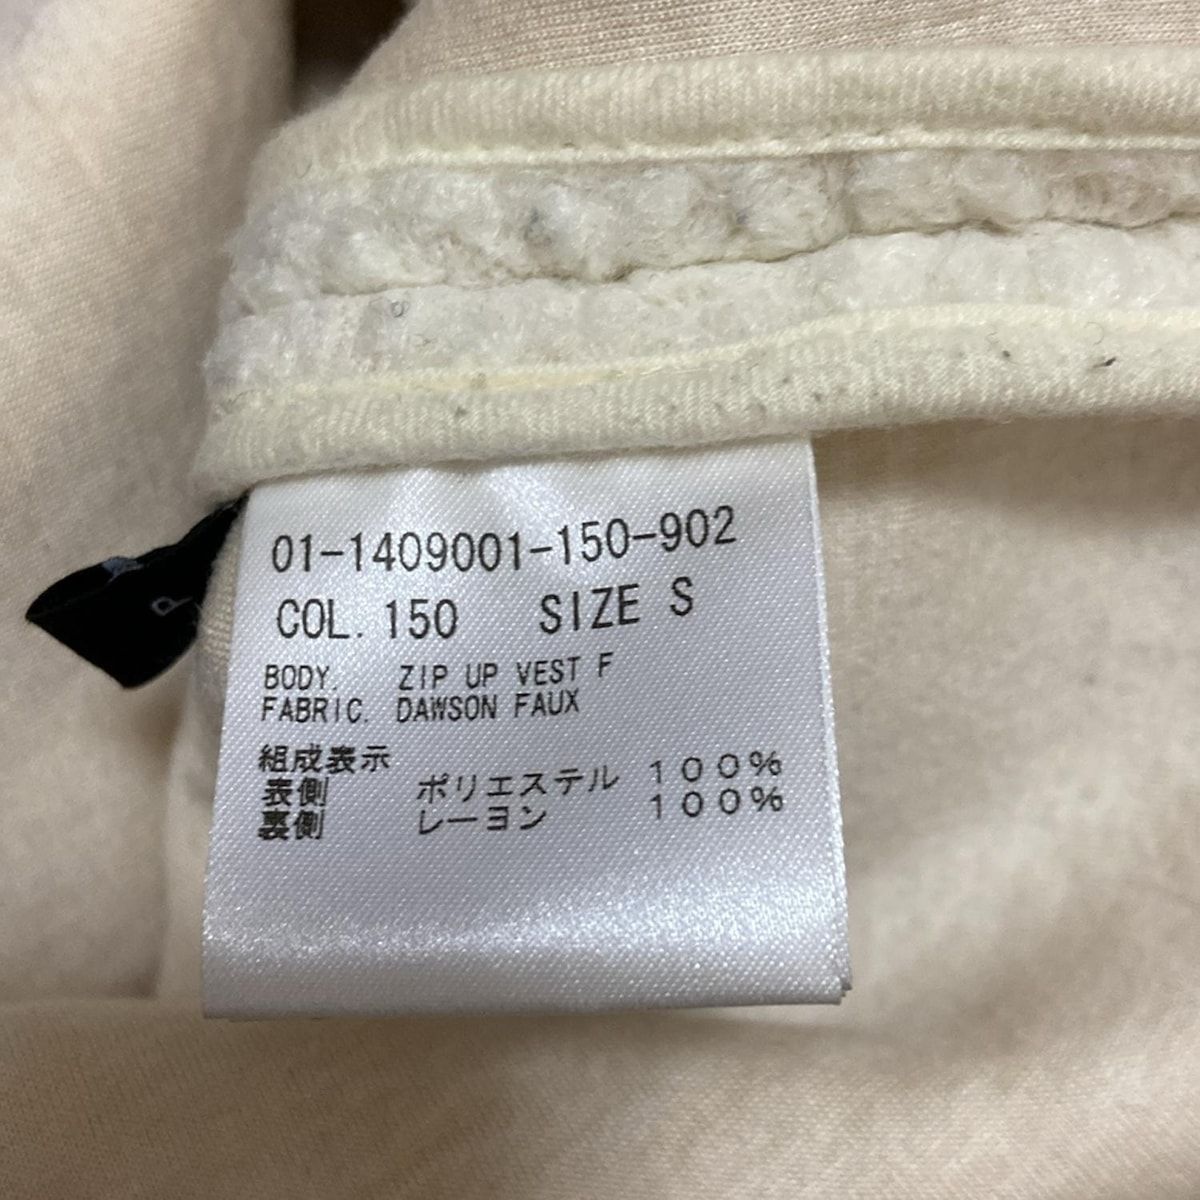 01-1409001-150-902
COL. 150 SIZE S
BODY. ZIP UP VEST F
FABRIC. DAWSON FAUX
組成表示
表側 ポリエステル 100%
裏側 レーヨン 100%